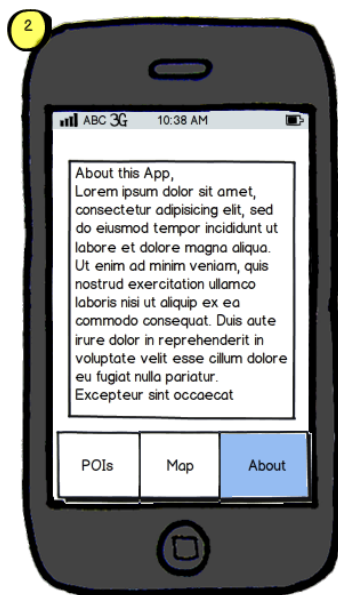 2
ABC 3G 10:38 AM
About this App,
Lorem ipsum dolor sit amet,
consectetur adipisicing elit, sed
do eiusmod tempor incididunt ut
labore et dolore magna aliqua.
Ut enim ad minim veniam, quis
nostrud exercitation ullamco
laboris nisi ut aliquip ex ea
commodo consequat. Duis aute
irure dolor in reprehenderit in
voluptate velit esse cillum dolore
eu fugiat nulla pariatur.
Excepteur sint occaecat
POIs Map About